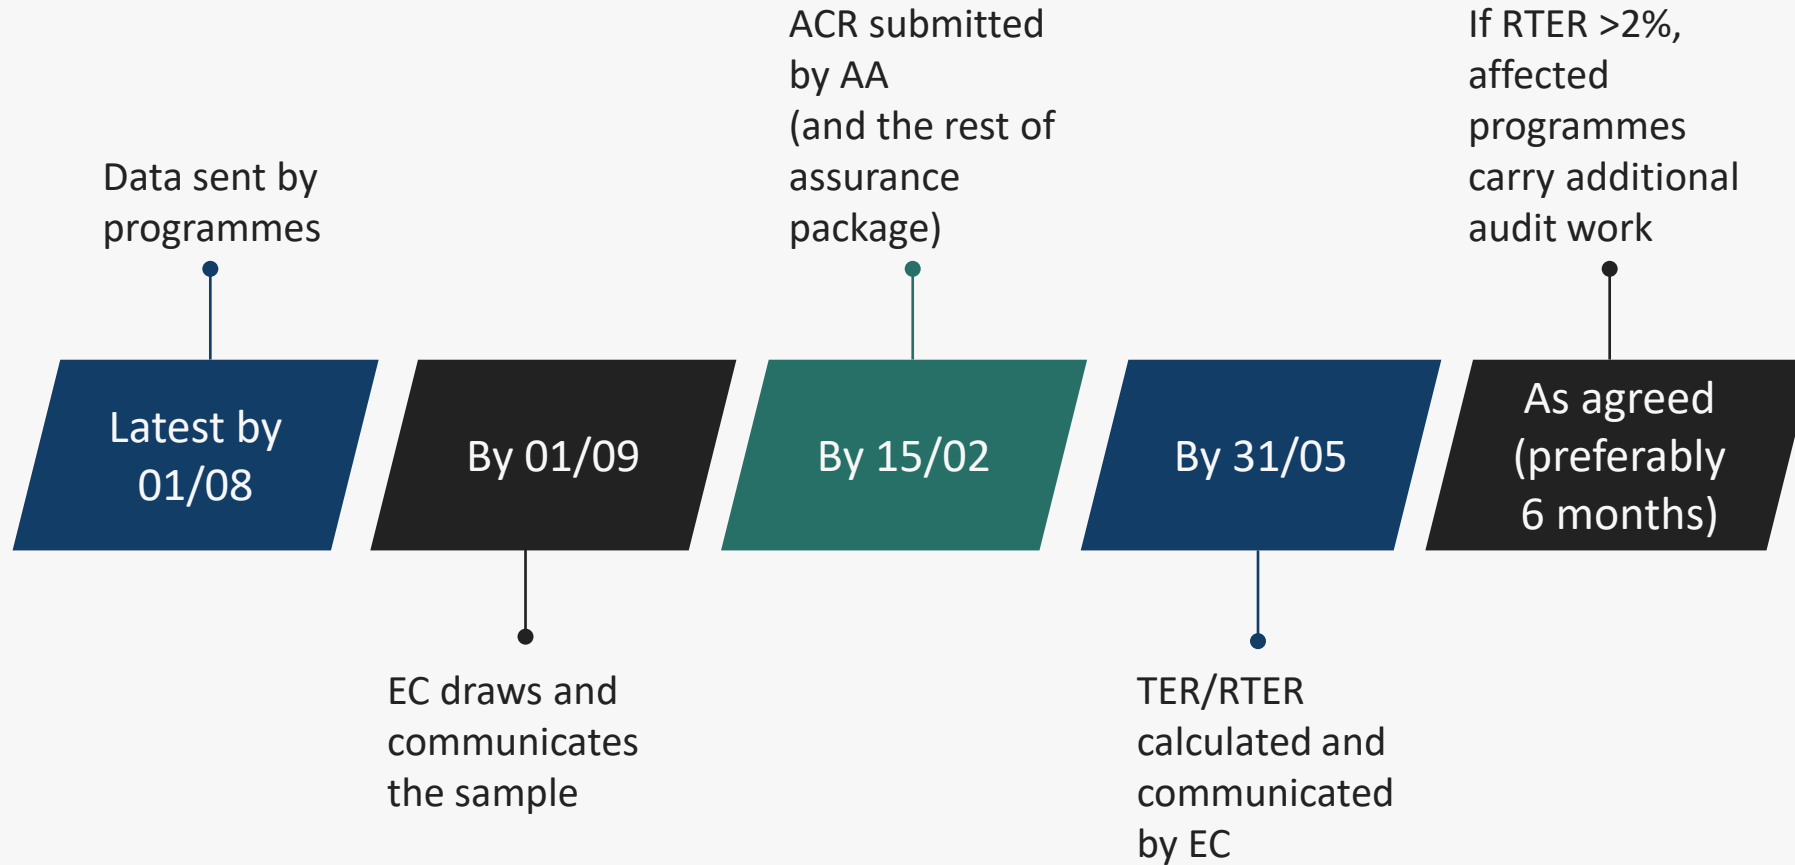 Data sent by
programmes
Latest by
01/08
By 01/09
EC draws and
communicates
the sample
ACR submitted
by AA
(and the rest of
assurance
package)
By 15/02
By 31/05
TER/RTER
calculated and
communicated
by EC
If RTER >2%,
affected
programmes
carry additional
audit work
As agreed
(preferably
6 months)